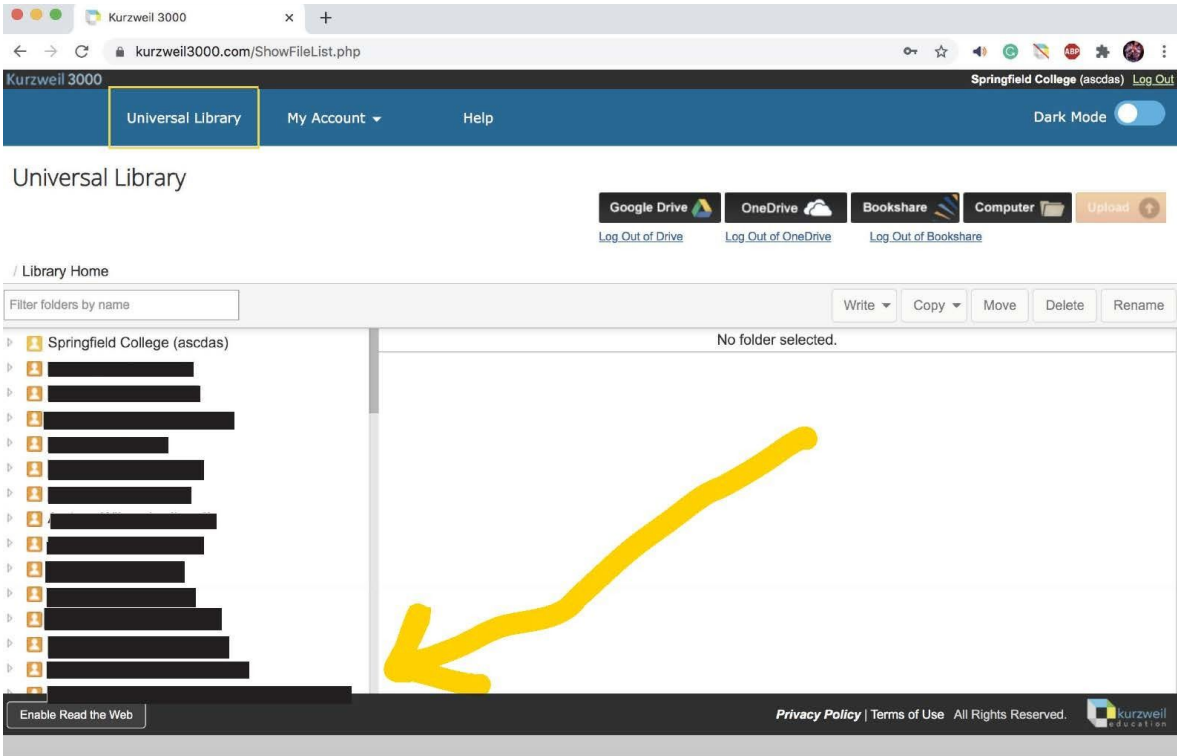 Kurzweil 3000
kurzweil3000.com/ShowFileList.php
ABP
Kurzweil 3000
Springfield College (ascdas) Log Out
Universal Library My Account Help Dark Mode
Universal Library
Google Drive OneDrive Bookshare Computer Upload
Log Out of Drive Log Out of OneDrive Log Out of Bookshare
/ Library Home
Filter folders by name Write Copy Move Delete Rename
Springfield College (ascdas) No folder selected.
Enable Read the Web Privacy Policy | Terms of Use All Rights Reserved. kurzweil
education